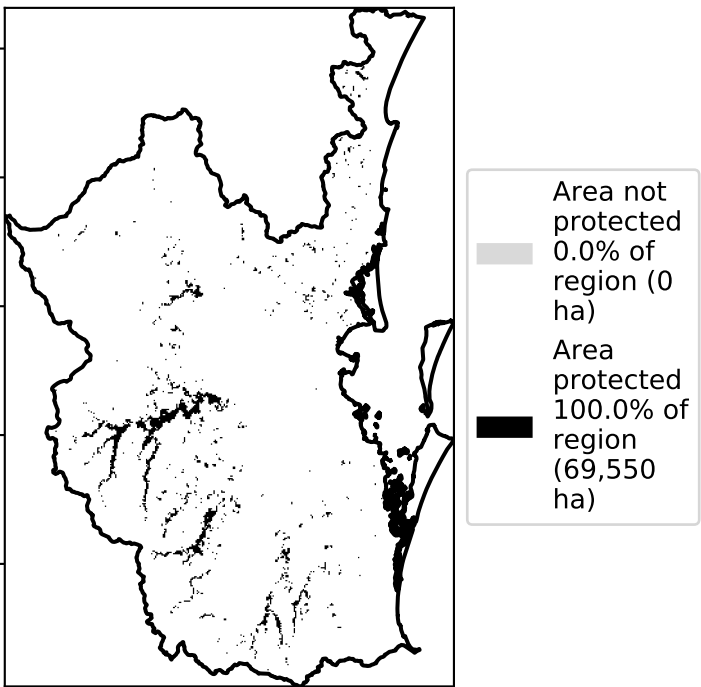 Area not
protected
0.0% of
region (0
ha)
Area
protected
100.0% of
region
(69,550
ha)